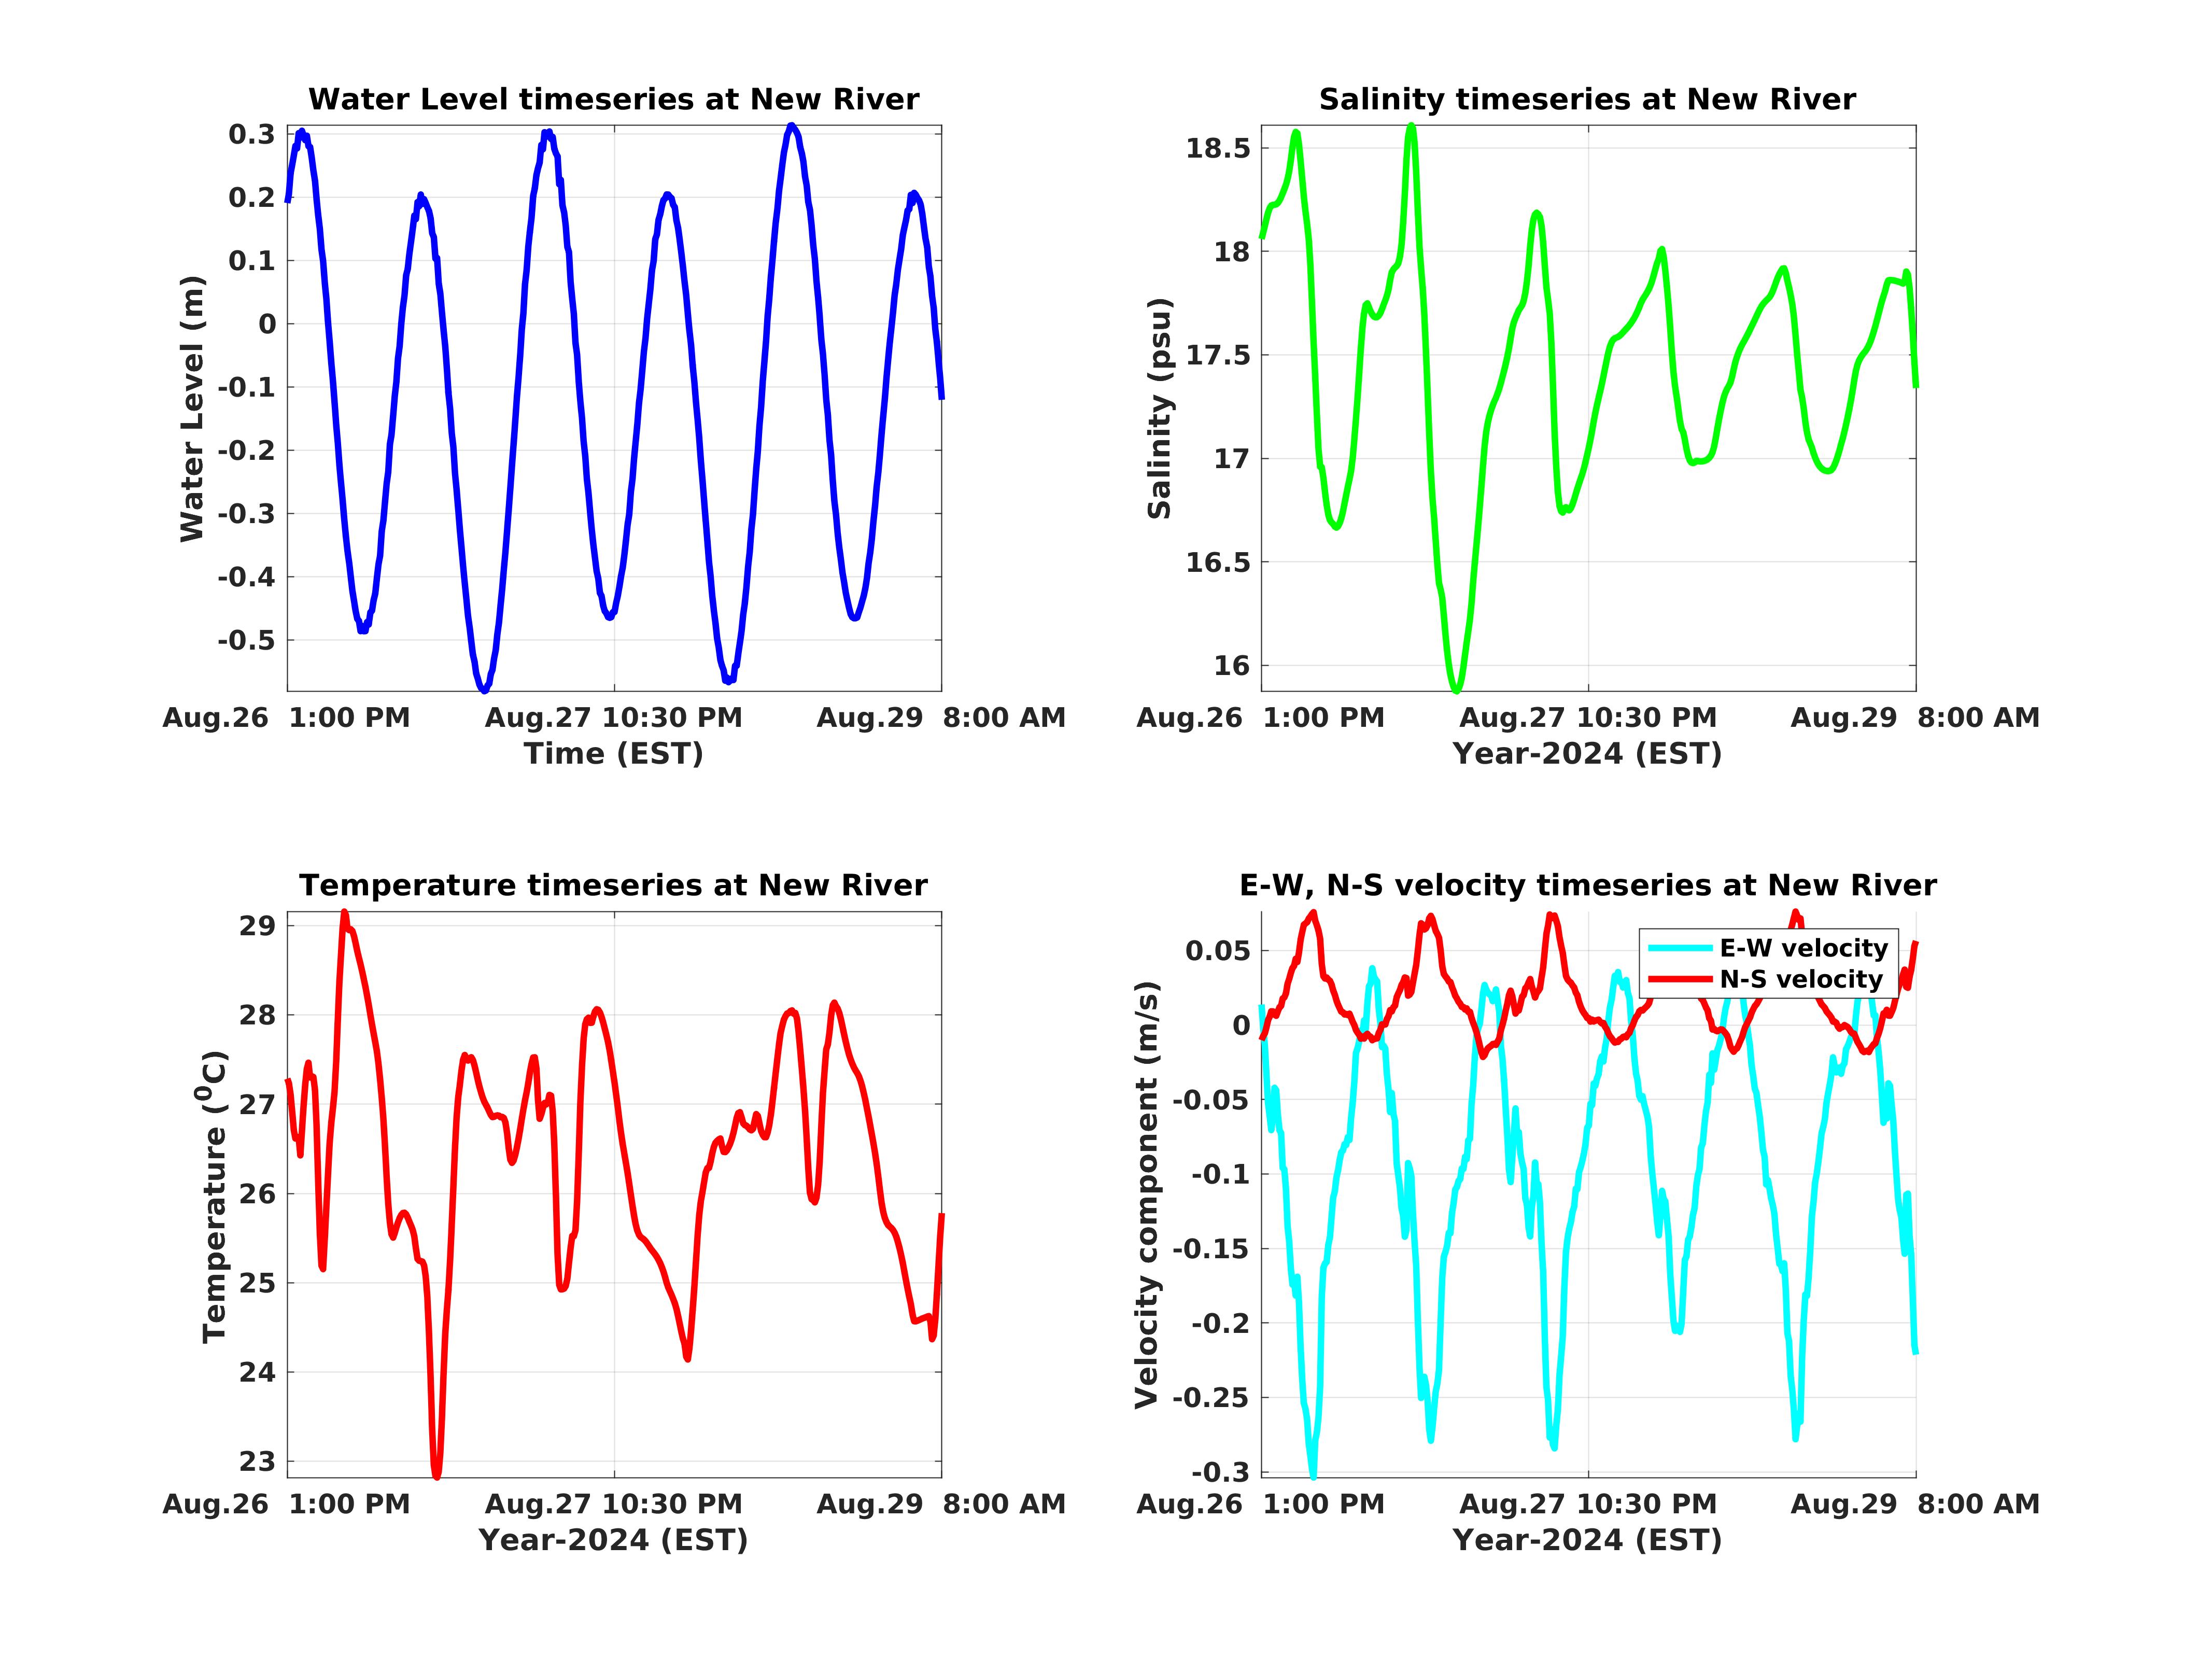 Water Level timeseries at New River
Water Level (m)
0.3
0.2
0.1
0
-0.1
-0.2
-0.3
-0.4
-0.5
Aug.26 1:00 PM
Aug.27 10:30 PM
Aug.29 8:00 AM
Time (EST)
Salinity timeseries at New River
Salinity (psu)
18.5
18
17.5
17
16.5
16
Aug.26 1:00 PM
Aug.27 10:30 PM
Aug.29 8:00 AM
Year-2024 (EST)
Temperature timeseries at New River
Temperature (⁰C)
29
28
27
26
25
24
23
Aug.26 1:00 PM
Aug.27 10:30 PM
Aug.29 8:00 AM
Year-2024 (EST)
E-W, N-S velocity timeseries at New River
Velocity component (m/s)
0.05
0
-0.05
-0.1
-0.15
-0.2
-0.25
-0.3
E-W velocity
N-S velocity
Aug.26 1:00 PM
Aug.27 10:30 PM
Aug.29 8:00 AM
Year-2024 (EST)